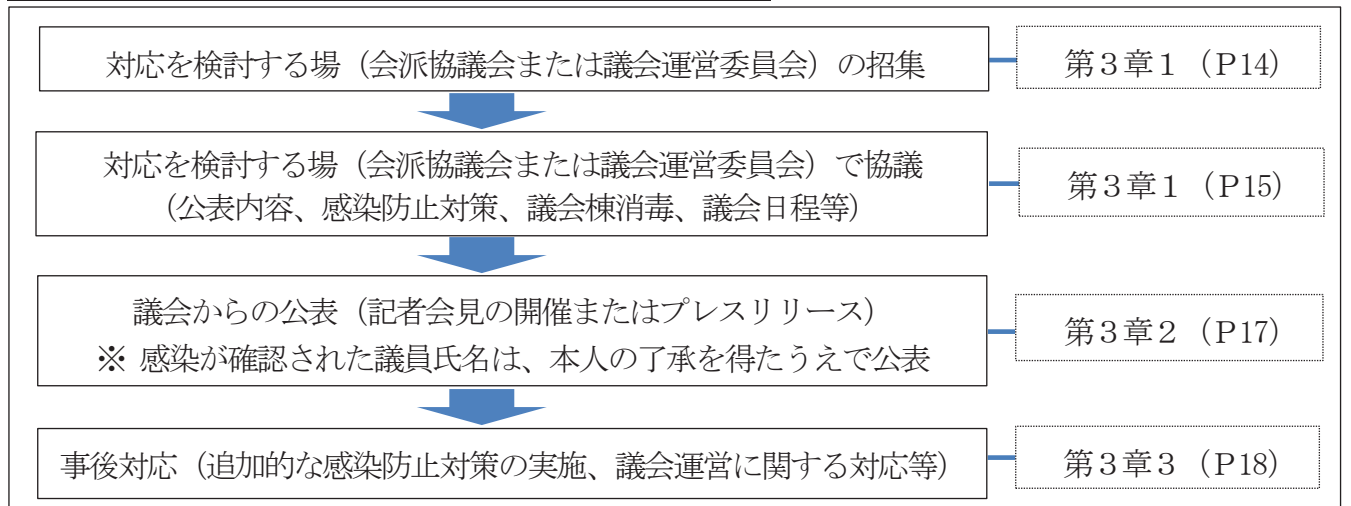 対応を検討する場（会派協議会または議会運営委員会）の招集
第３章１（Ｐ14）
対応を検討する場（会派協議会または議会運営委員会）で協議
（公表内容、感染防止対策、議会棟消毒、議会日程等）
第３章１（Ｐ15）
議会からの公表（記者会見の開催またはプレスリリース）
※ 感染が確認された議員氏名は、本人の了承を得たうえで公表
第３章２（Ｐ17）
事後対応（追加的な感染防止対策の実施、議会運営に関する対応等）
第３章３（Ｐ18）